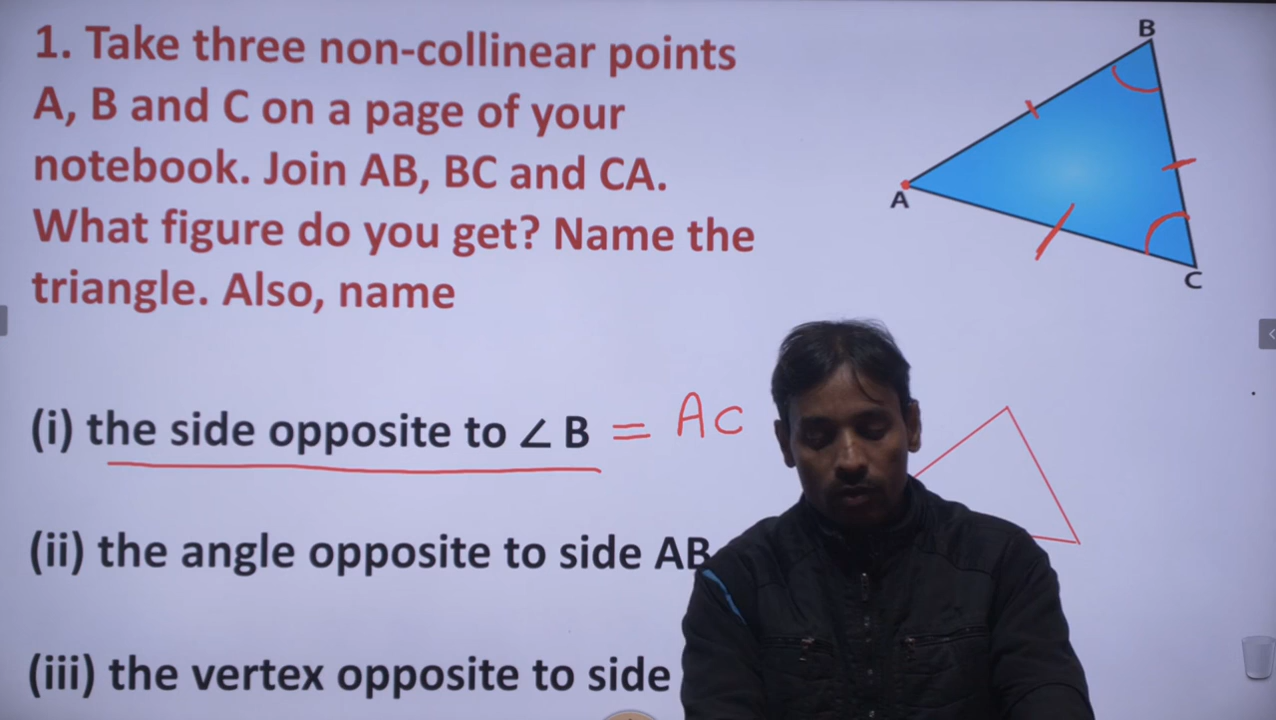 1. Take three non-collinear points
A, B and C on a page of your
notebook. Join AB, BC and CA.
What figure do you get? Name the
triangle. Also, name
B
A
C
(i) the side opposite to ∠ B = AC
(ii) the angle opposite to side AB
(iii) the vertex opposite to side